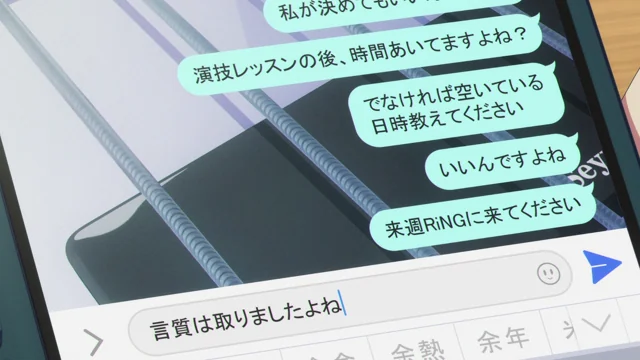 私が決めてもいい
演技レッスンの後、時間あいてますよね？
でなければ空いている
日時教えてください
いいんですよね
来週RiNGに来てください
言質は取りましたよね
余熱
余年